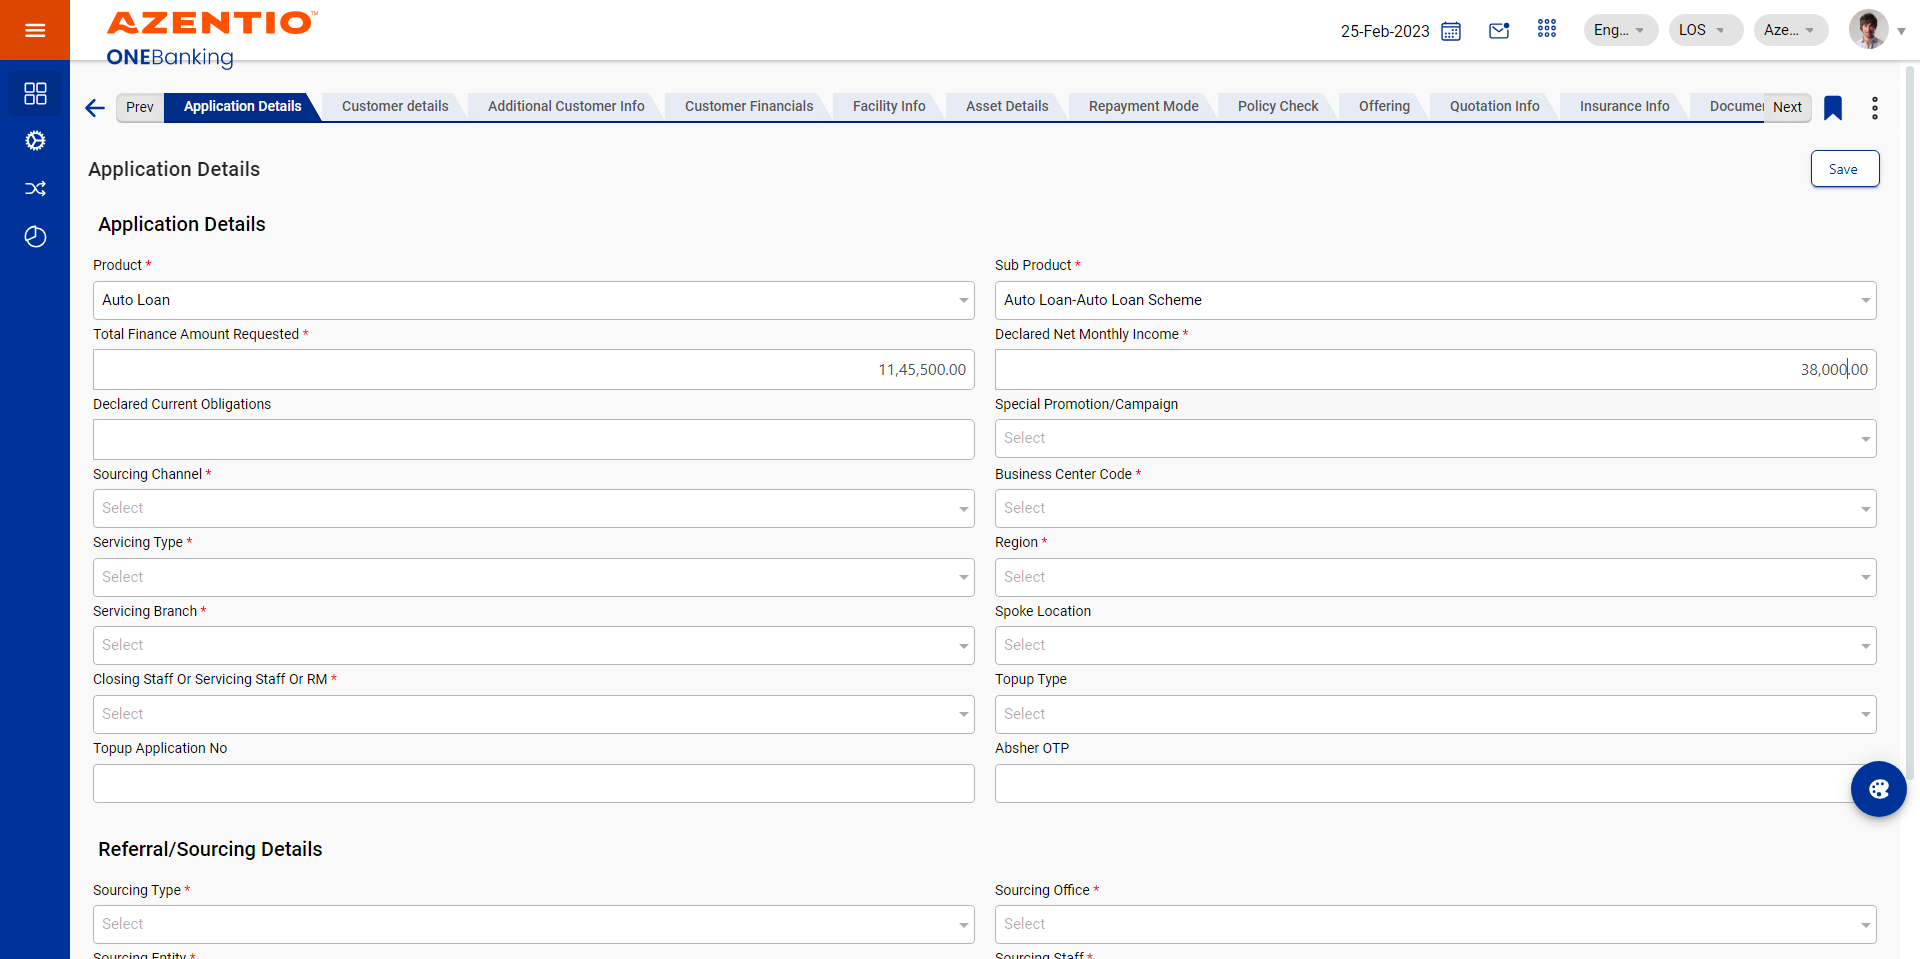 AZENTIO™
ONEBanking
25-Feb-2023
Eng...
LOS
Aze...
Prev
Application Details
Customer details
Additional Customer Info
Customer Financials
Facility Info
Asset Details
Repayment Mode
Policy Check
Offering
Quotation Info
Insurance Info
Documen
Next
Application Details
Save
Application Details
Product *
Sub Product *
Auto Loan
Auto Loan-Auto Loan Scheme
Total Finance Amount Requested *
Declared Net Monthly Income *
11,45,500.00
38,000.00
Declared Current Obligations
Special Promotion/Campaign
Select
Sourcing Channel *
Business Center Code *
Select
Select
Servicing Type *
Region *
Select
Select
Servicing Branch *
Spoke Location
Select
Select
Closing Staff Or Servicing Staff Or RM *
Topup Type
Select
Select
Topup Application No
Absher OTP
Referral/Sourcing Details
Sourcing Type *
Sourcing Office *
Select
Select
Sourcing Entity *
Sourcing Staff *